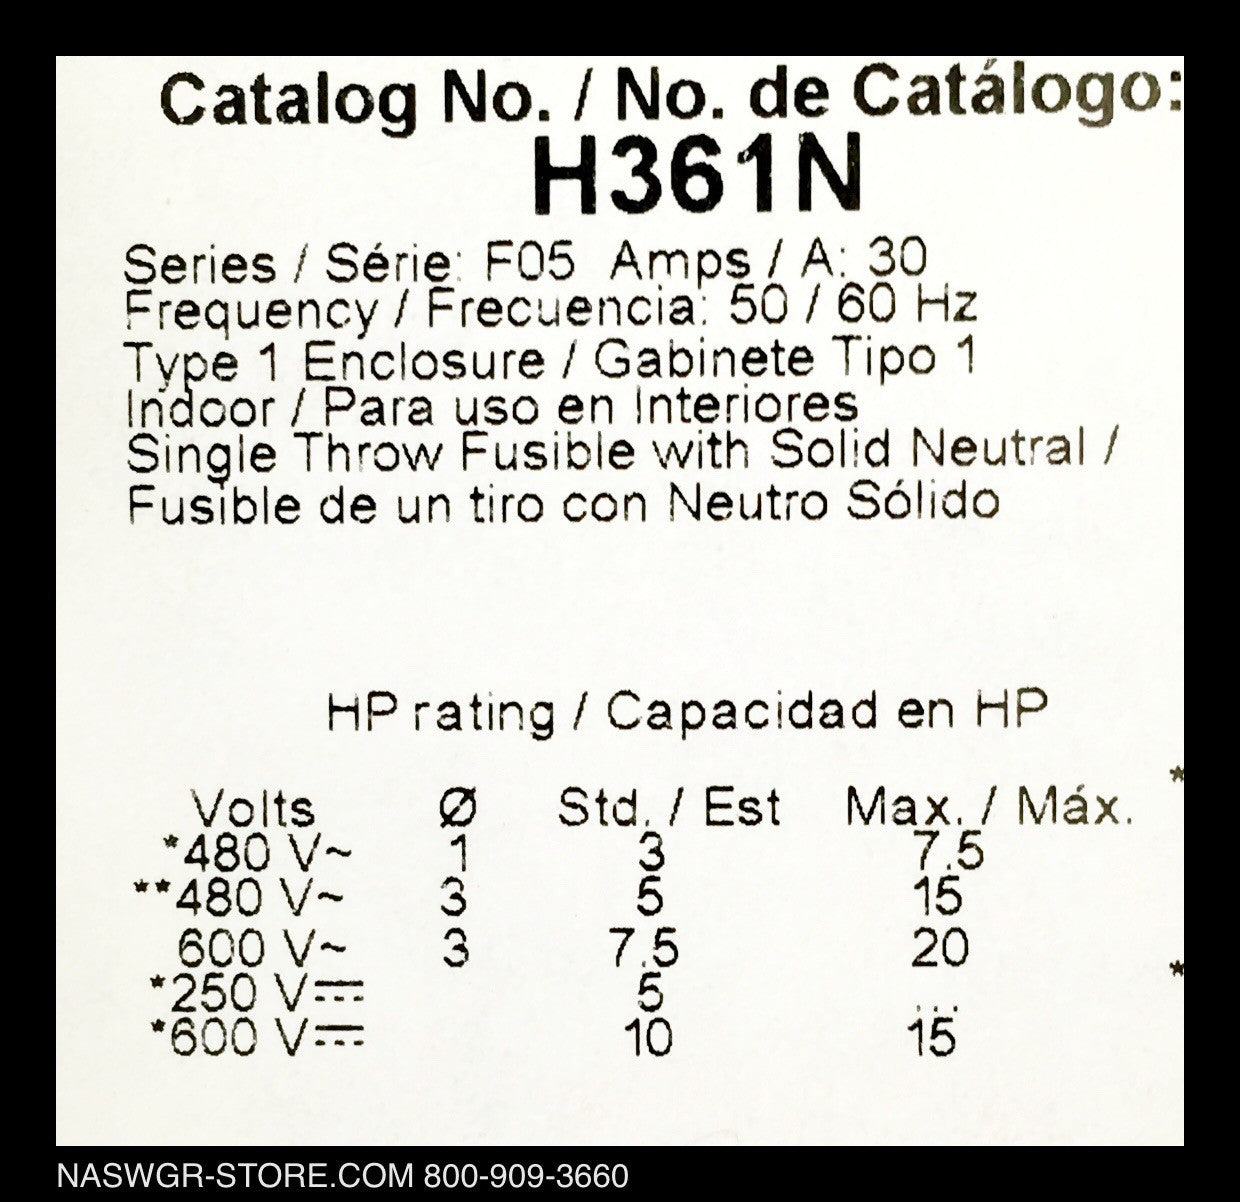 Catalog No. / No. de Catálogo:
H361N
Series / Série: F05 Amps / A: 30
Frequency / Frecuencia: 50 / 60 Hz
Type 1 Enclosure / Gabinete Tipo 1
Indoor / Para uso en Interiores
Single Throw Fusible with Solid Neutral /
Fusible de un tiro con Neutro Sólido
HP rating / Capacidad en HP
*
Volts Ø Std. / Est Max. / Máx.
*480 V~ 1 3 7.5
**480 V~ 3 5 15
600 V~ 3 7.5 20
*
*250 V⎓ 5 ...
*600 V⎓ 10 15
NASWGR-STORE.COM 800-909-3660